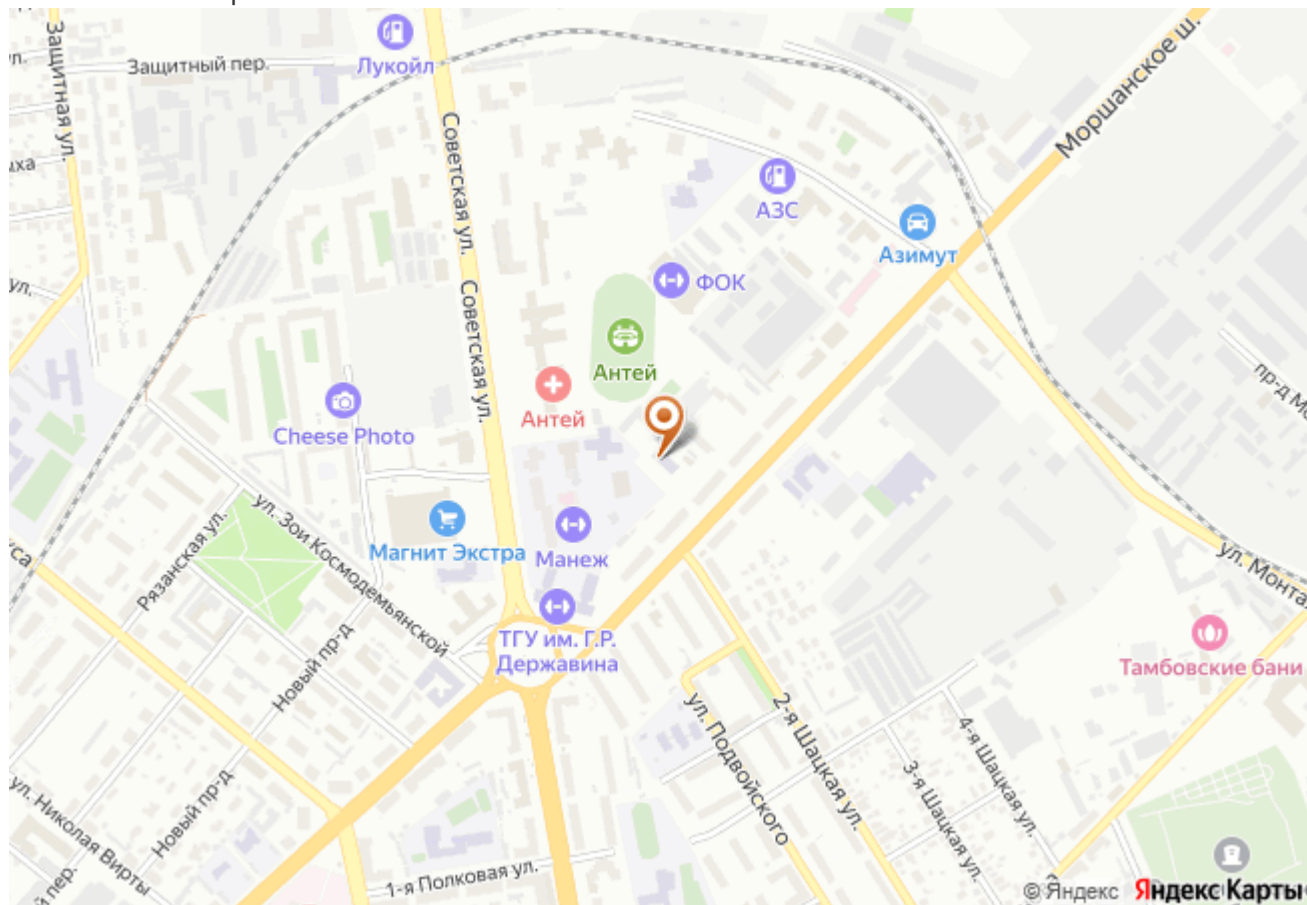 Защитная ул.
Защитный пер.
Лукойл
Моршанское ш.
Советская ул.
АЗС
Азимут
ФОК
ул.
Советская ул.
Антей
Антей
Cheese Photo
ул. Зои Космодемьянской
Рязанская ул.
Магнит Экстра
Манеж
ТГУ им. Г.Р.
Державина
Новый пр-д
Новый пр-д
ул. Николая Вирты
пер.
1-я Полковая ул.
ул. Подвойского
2-я Шацкая ул.
3-я Шацкая ул.
4-я Шацкая ул.
Тамбовские бани
© Яндекс Яндекс Карты